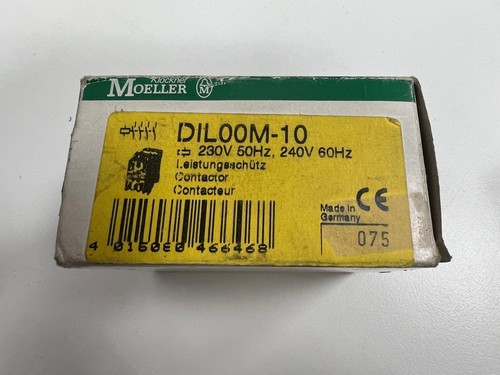 Klöckner
MOELLER
DIL00M-10
230V 50Hz, 240V 60Hz
Leistungsschütz
Contactor
Contacteur
Made in
Germany
CE
075
4 015080 466468